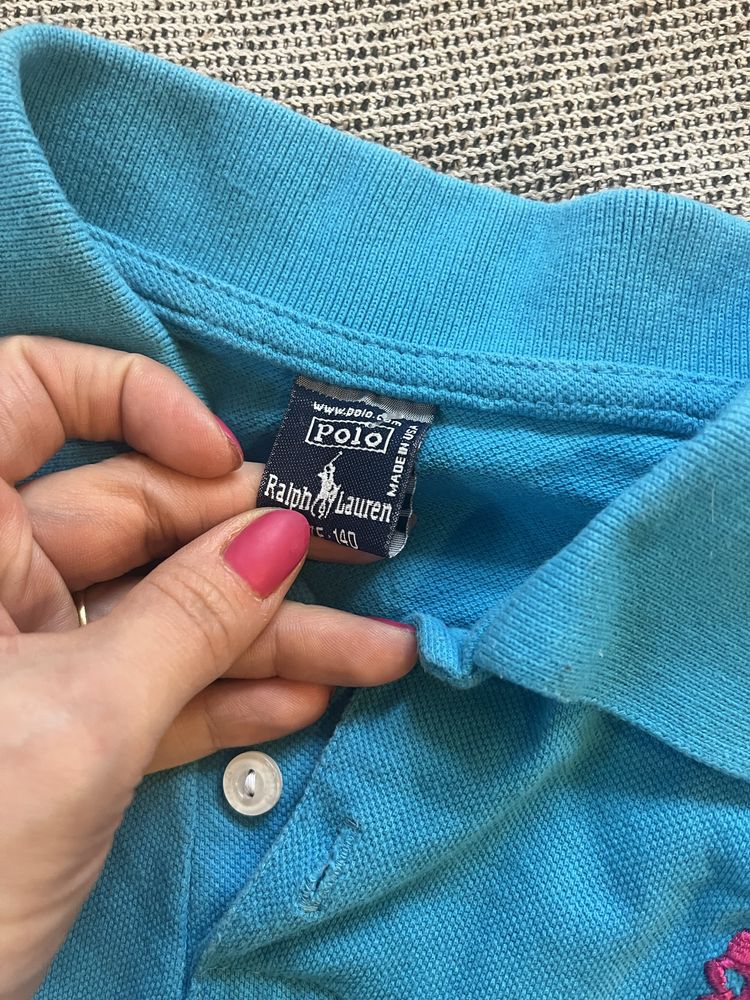 www.polo.com
Polo
MADE IN USA
Ralph Lauren
140